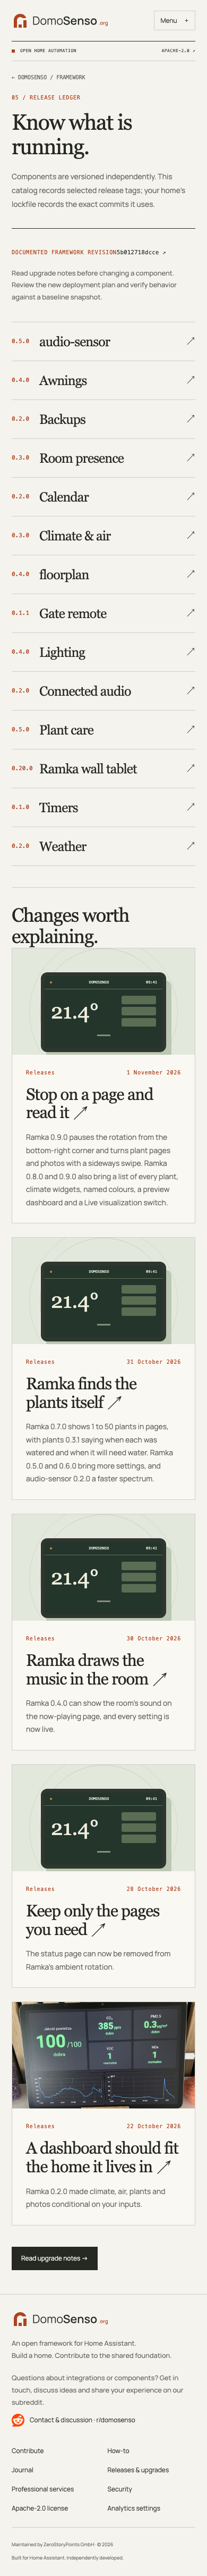 DomoSenso.org
Menu +
OPEN HOME AUTOMATION
APACHE-2.0 ↗
← DOMOSENSO / FRAMEWORK
05 / RELEASE LEDGER
Know what is
running.
Components are versioned independently. This
catalog records selected release tags; your home's
lockfile records the exact commit it uses.
DOCUMENTED FRAMEWORK REVISION5b012718dcce ↗
Read upgrade notes before changing a component.
Review the new deployment plan and verify behavior
against a baseline snapshot.
0.5.0 audio-sensor ↗
0.4.0 Awnings ↗
0.2.0 Backups ↗
0.3.0 Room presence ↗
0.2.0 Calendar ↗
0.3.0 Climate & air ↗
0.4.0 floorplan ↗
0.1.1 Gate remote ↗
0.4.0 Lighting ↗
0.2.0 Connected audio ↗
0.5.0 Plant care ↗
0.20.0 Ramka wall tablet ↗
0.1.0 Timers ↗
0.2.0 Weather ↗
Changes worth
explaining.
DOMOSENSO 09:41
21.4°
Releases 1 November 2026
Stop on a page and
read it ↗
Ramka 0.9.0 pauses the rotation from the
bottom-right corner and turns plant pages
and photos with a sideways swipe. Ramka
0.8.0 and 0.9.0 also bring a list of every plant,
climate widgets, named colours, a preview
dashboard and a Live visualization switch.
DOMOSENSO 09:41
21.4°
Releases 31 October 2026
Ramka finds the
plants itself ↗
Ramka 0.7.0 shows 1 to 50 plants in pages,
with plants 0.3.1 saying when each was
watered and when it will need water. Ramka
0.5.0 and 0.6.0 bring more settings, and
audio-sensor 0.2.0 a faster spectrum.
DOMOSENSO 09:41
21.4°
Releases 30 October 2026
Ramka draws the
music in the room ↗
Ramka 0.4.0 can show the room's sound on
the now-playing page, and every setting is
now live.
DOMOSENSO 09:41
21.4°
Releases 28 October 2026
Keep only the pages
you need ↗
The status page can now be removed from
Ramka's ambient rotation.
Jakość powietrza
100/100
dobra
CO₂
385 ppm
dobre
PM2.5
0.3 µg/m³
dobre
VOC
1
NOx
1
Releases 22 October 2026
A dashboard should fit
the home it lives in ↗
Ramka 0.2.0 made climate, air, plants and
photos conditional on your inputs.
Read upgrade notes →
DomoSenso.org
An open framework for Home Assistant.
Build a home. Contribute to the shared foundation.
Questions about integrations or components? Get in
touch, discuss ideas and share your experience on our
subreddit.
Contact & discussion · r/domosenso
Contribute How-to
Journal Releases & upgrades
Professional services Security
Apache-2.0 license Analytics settings
Maintained by ZeroStoryPoints GmbH · © 2026
Built for Home Assistant. Independently developed.